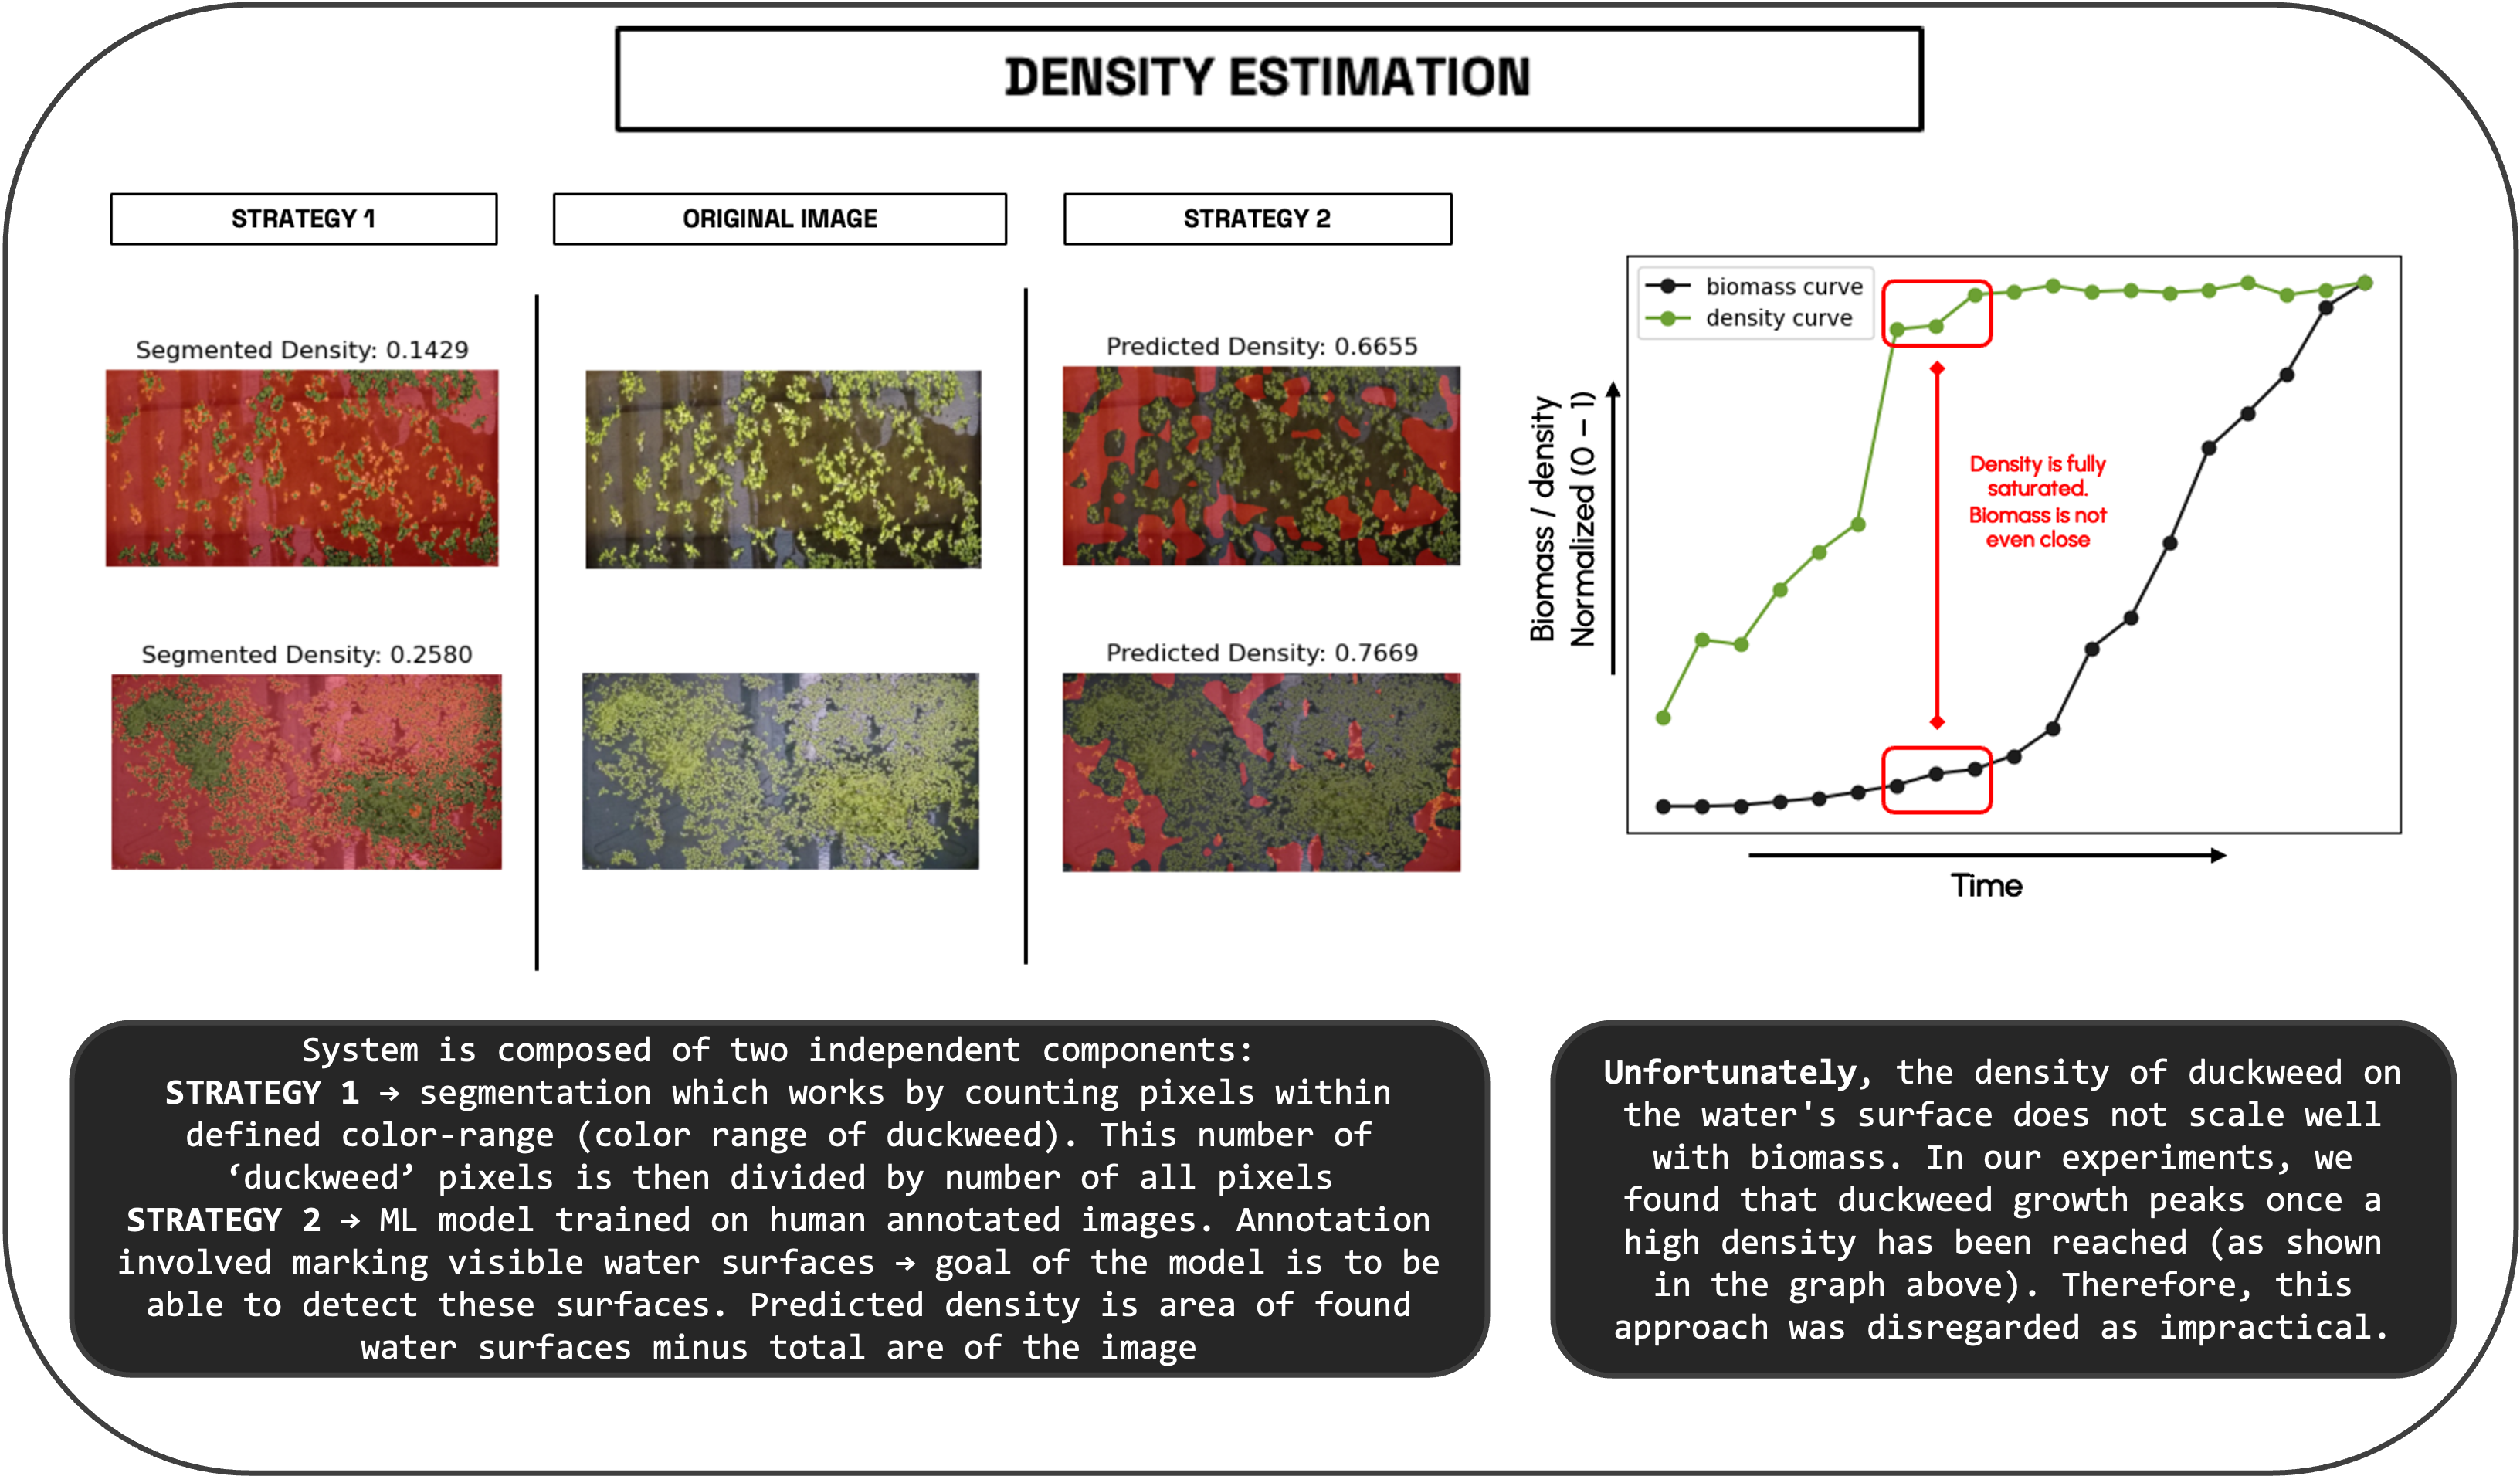 DENSITY ESTIMATION
STRATEGY 1
ORIGINAL IMAGE
STRATEGY 2
Segmented Density: 0.1429
Predicted Density: 0.6655
Segmented Density: 0.2580
Predicted Density: 0.7669
biomass curve
density curve
Biomass / density
Normalized (0 – 1)
Density is fully
saturated.
Biomass is not
even close
Time
System is composed of two independent components:
STRATEGY 1 → segmentation which works by counting pixels within
defined color-range (color range of duckweed). This number of
‘duckweed’ pixels is then divided by number of all pixels
STRATEGY 2 → ML model trained on human annotated images. Annotation
involved marking visible water surfaces → goal of the model is to be
able to detect these surfaces. Predicted density is area of found
water surfaces minus total are of the image
Unfortunately, the density of duckweed on
the water's surface does not scale well
with biomass. In our experiments, we
found that duckweed growth peaks once a
high density has been reached (as shown
in the graph above). Therefore, this
approach was disregarded as impractical.